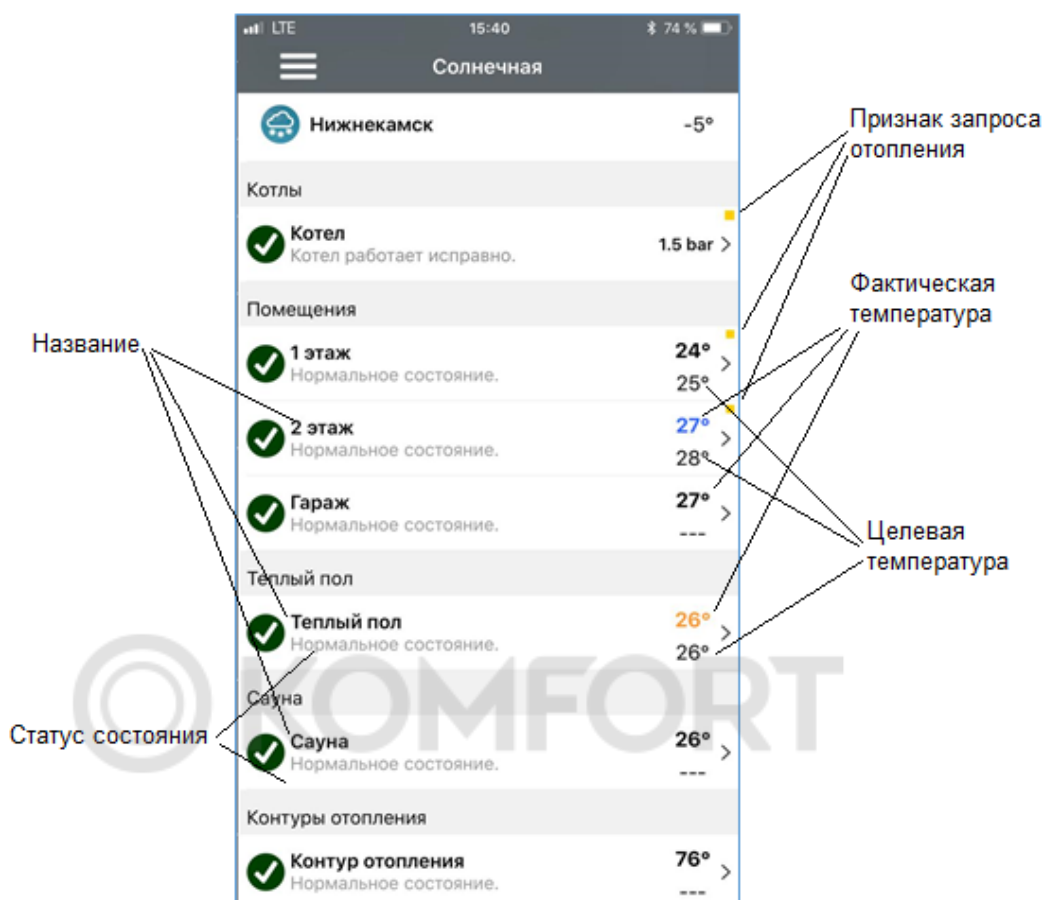 LTE 15:40 74 %
Солнечная
Нижнекамск -5°
Признак запроса
отопления
Котлы
Котел
Котел работает исправно.
1.5 bar
Фактическая
температура
Помещения
Название
1 этаж 24°
Нормальное состояние. 25°
2 этаж 27°
Нормальное состояние. 28°
Гараж 27°
Нормальное состояние. ---
Целевая
температура
Теплый пол
Теплый пол 26°
Нормальное состояние. 26°
KOMFORT
Сауна
Статус состояния
Сауна 26°
Нормальное состояние. ---
Контуры отопления
Контур отопления 76°
Нормальное состояние. ---